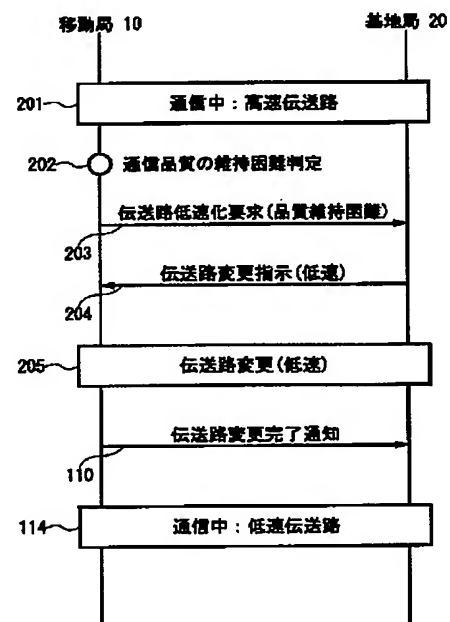 移動局 10
基地局 20
201
通信中:高速伝送路
202
通信品質の維持困難判定
伝送路低速化要求(品質維持困難)
203
伝送路変更指示(低速)
204
205
伝送路変更(低速)
伝送路変更完了通知
110
114
通信中:低速伝送路